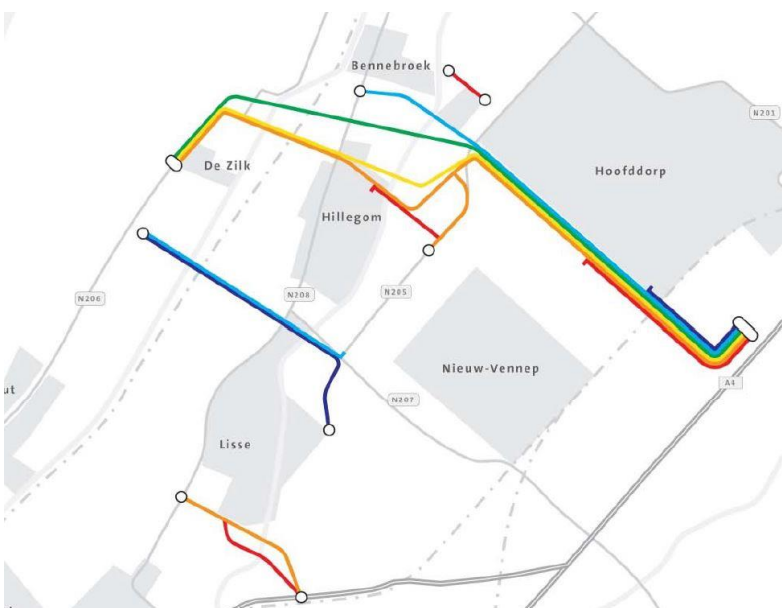 Bennebroek
N201
De Zilk
Hoofddorp
Hillegom
N206
N208
N205
Nieuw-Vennep
A4
ut
N207
Lisse